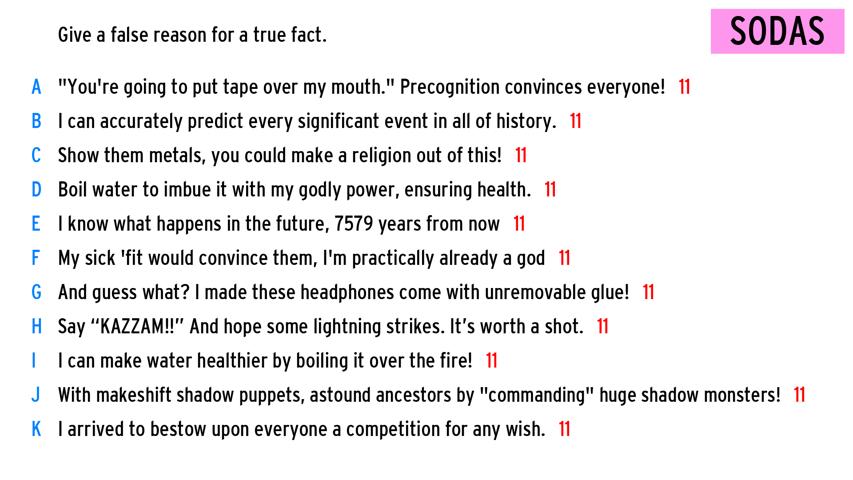 Give a false reason for a true fact.
SODAS
A "You're going to put tape over my mouth." Precognition convinces everyone! 11
B I can accurately predict every significant event in all of history. 11
C Show them metals, you could make a religion out of this! 11
D Boil water to imbue it with my godly power, ensuring health. 11
E I know what happens in the future, 7579 years from now 11
F My sick 'fit would convince them, I'm practically already a god 11
G And guess what? I made these headphones come with unremovable glue! 11
H Say “KAZZAM!!” And hope some lightning strikes. It’s worth a shot. 11
I I can make water healthier by boiling it over the fire! 11
J With makeshift shadow puppets, astound ancestors by "commanding" huge shadow monsters! 11
K I arrived to bestow upon everyone a competition for any wish. 11